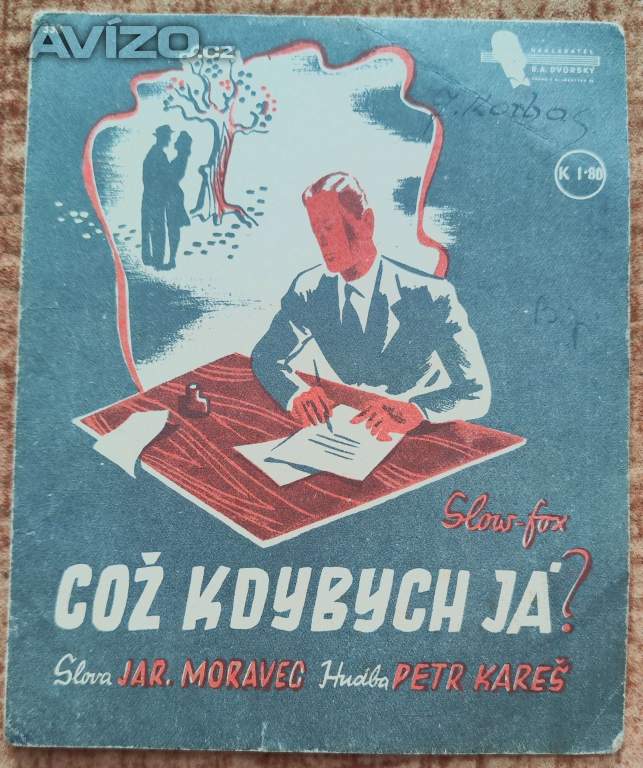 AVÍZO.cz
NAKLADATEL
R.A. DVORSKÝ
K 1·80
Slow-fox
COŽ KDYBYCH JÁ?
Slova JAR. MORAVEC Hudba PETR KAREŠ